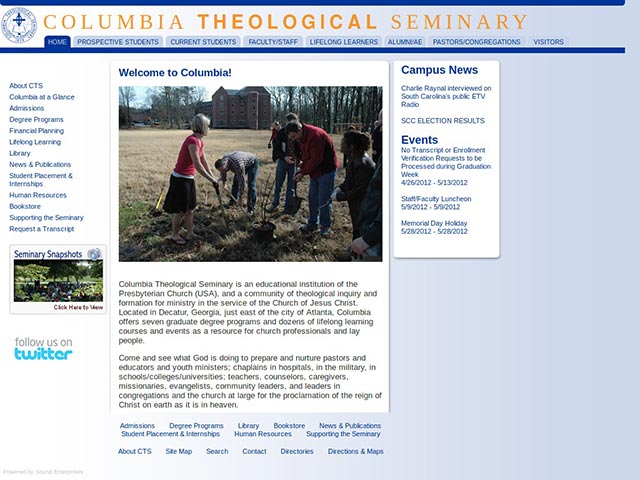 COLUMBIA THEOLOGICAL SEMINARY
HOME
PROSPECTIVE STUDENTS
CURRENT STUDENTS
FACULTY/STAFF
LIFELONG LEARNERS
ALUMNI/AE
PASTORS/CONGREGATIONS
VISITORS
About CTS
Columbia at a Glance
Admissions
Degree Programs
Financial Planning
Lifelong Learning
Library
News & Publications
Student Placement &
Internships
Human Resources
Bookstore
Supporting the Seminary
Request a Transcript
Seminary Snapshots
Click Here to View
follow us on
twitter
Welcome to Columbia!
Columbia Theological Seminary is an educational institution of the
Presbyterian Church (USA), and a community of theological inquiry and
formation for ministry in the service of the Church of Jesus Christ.
Located in Decatur, Georgia, just east of the city of Atlanta, Columbia
offers seven graduate degree programs and dozens of lifelong learning
courses and events as a resource for church professionals and lay
people.
Come and see what God is doing to prepare and nurture pastors and
educators and youth ministers; chaplains in hospitals, in the military, in
schools/colleges/universities; teachers, counselors, caregivers,
missionaries, evangelists, community leaders, and leaders in
congregations and the church at large for the proclamation of the reign of
Christ on earth as it is in heaven.
Campus News
Charlie Raynal interviewed on
South Carolina's public ETV
Radio
SCC ELECTION RESULTS
Events
No Transcript or Enrollment
Verification Requests to be
Processed during Graduation
Week
4/26/2012 - 5/13/2012
Staff/Faculty Luncheon
5/9/2012 - 5/9/2012
Memorial Day Holiday
5/28/2012 - 5/28/2012
Admissions Degree Programs Library Bookstore News & Publications
Student Placement & Internships Human Resources Supporting the Seminary
About CTS Site Map Search Contact Directories Directions & Maps
Powered by Sound Enterprises